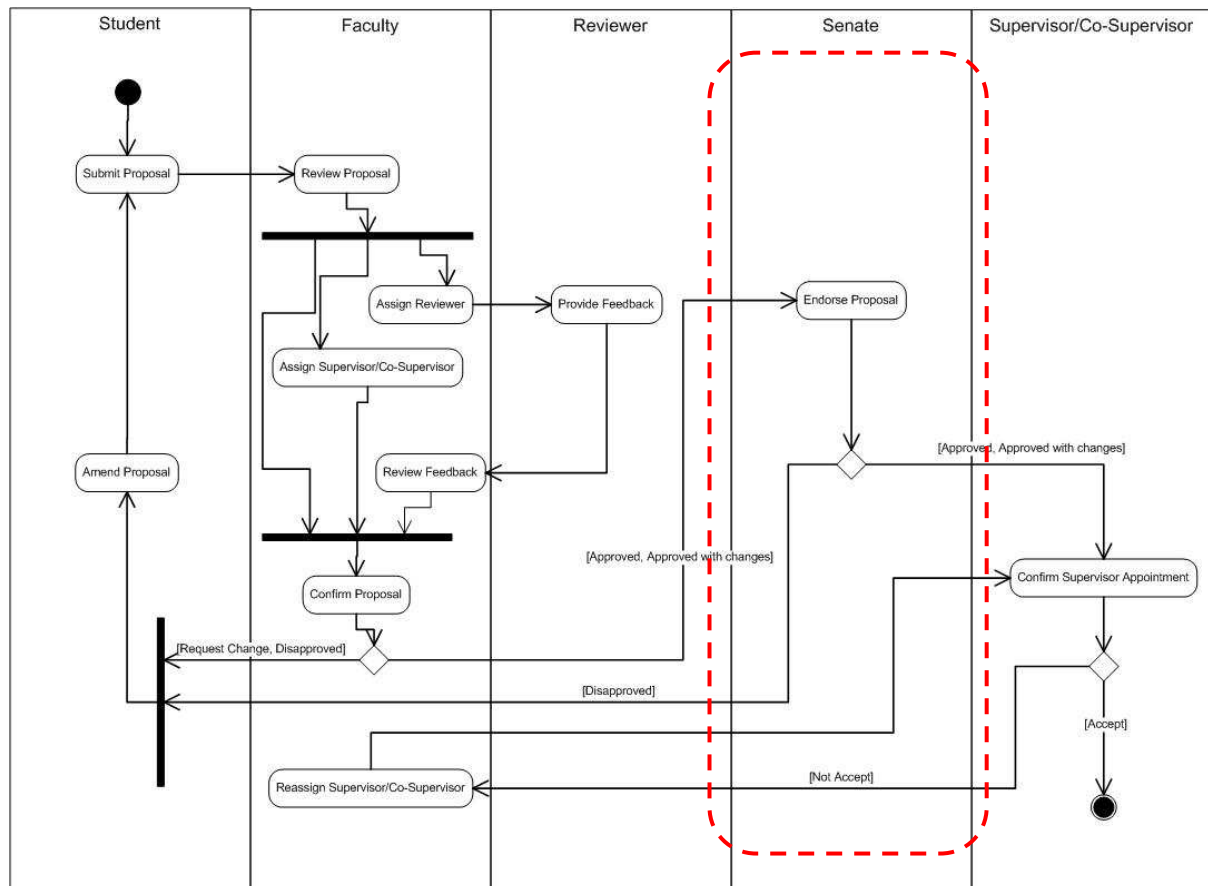 Student
Faculty
Reviewer
Senate
Supervisor/Co-Supervisor
Submit Proposal
Review Proposal
Assign Reviewer
Provide Feedback
Endorse Proposal
Assign Supervisor/Co-Supervisor
[Approved, Approved with changes]
Amend Proposal
Review Feedback
[Approved, Approved with changes]
Confirm Supervisor Appointment
Confirm Proposal
[Request Change, Disapproved]
[Disapproved]
[Accept]
[Not Accept]
Reassign Supervisor/Co-Supervisor